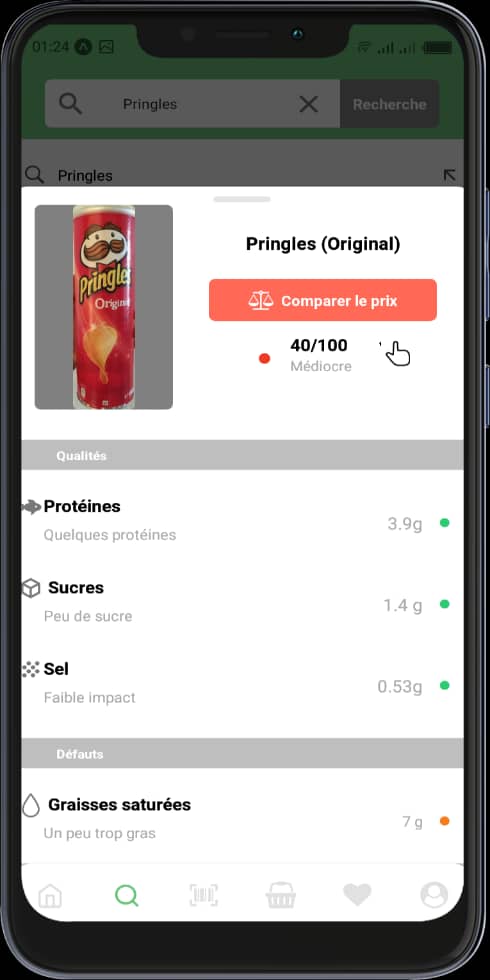 01:24
Pringles
Recherche
Pringles
Pringles
Original
Pringles (Original)
Comparer le prix
40/100
Médiocre
Qualités
Protéines
Quelques protéines
3.9g
Sucres
Peu de sucre
1.4 g
Sel
Faible impact
0.53g
Défauts
Graisses saturées
Un peu trop gras
7 g